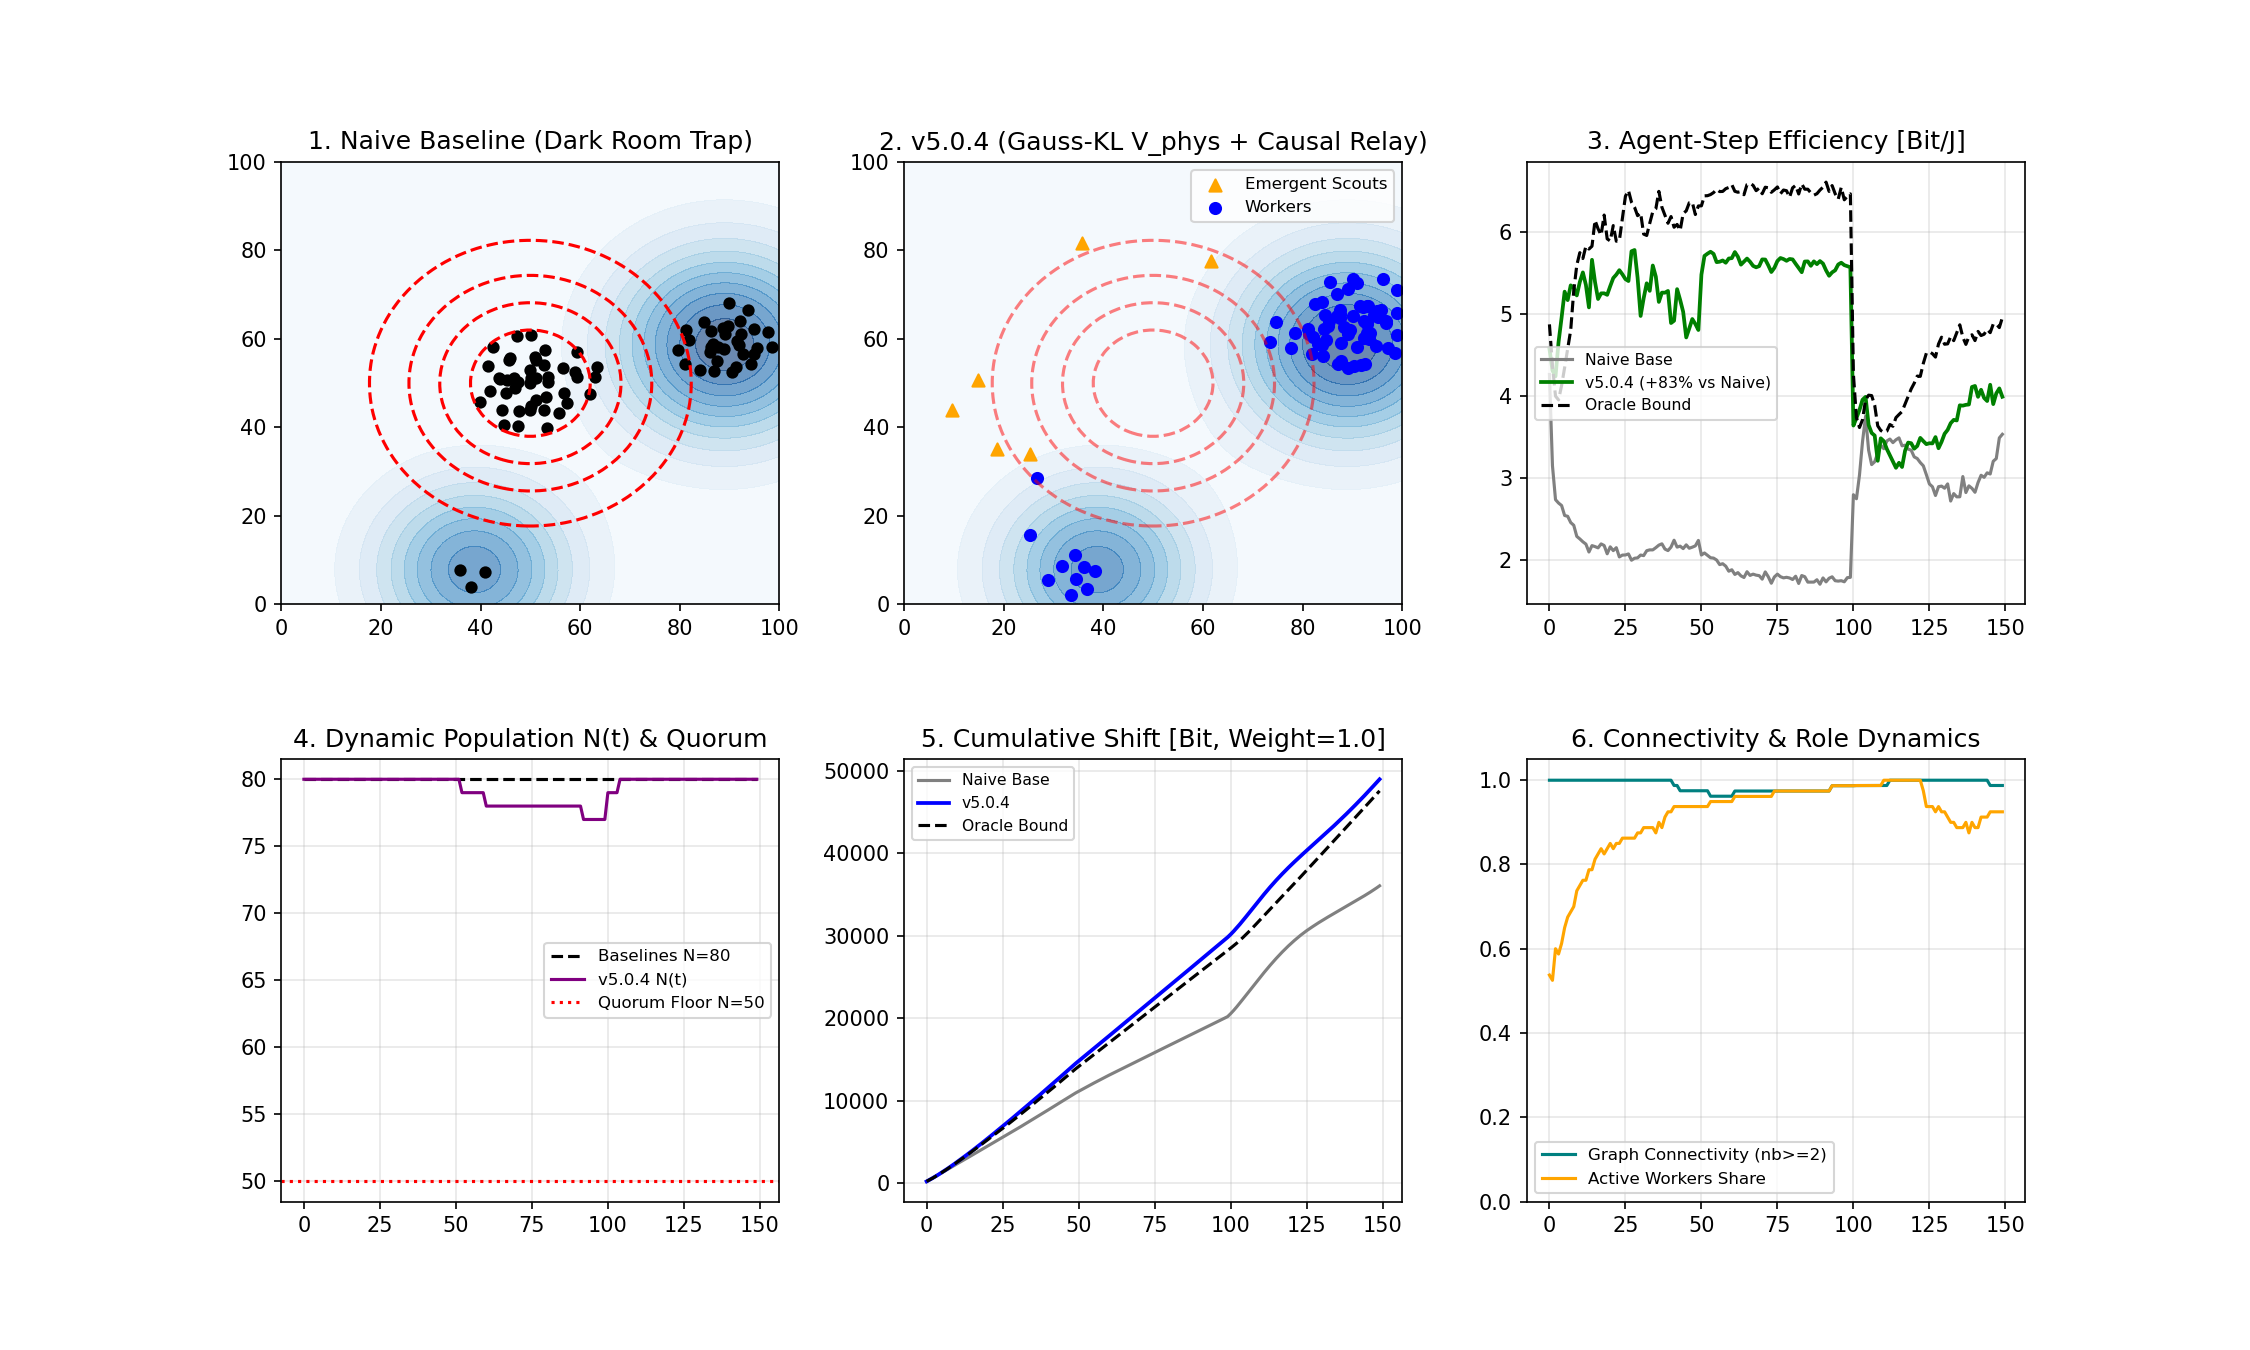 1. Naive Baseline (Dark Room Trap)
100
80
60
40
20
0
0 20 40 60 80 100
2. v5.0.4 (Gauss-KL V_phys + Causal Relay)
Emergent Scouts
Workers
100
80
60
40
20
0
0 20 40 60 80 100
3. Agent-Step Efficiency [Bit/J]
6
5
4
3
2
Naive Base
v5.0.4 (+83% vs Naive)
Oracle Bound
0 25 50 75 100 125 150
4. Dynamic Population N(t) & Quorum
80
75
70
65
60
55
50
Baselines N=80
v5.0.4 N(t)
Quorum Floor N=50
0 25 50 75 100 125 150
5. Cumulative Shift [Bit, Weight=1.0]
50000
40000
30000
20000
10000
0
Naive Base
v5.0.4
Oracle Bound
0 25 50 75 100 125 150
6. Connectivity & Role Dynamics
1.0
0.8
0.6
0.4
0.2
0.0
Graph Connectivity (nb>=2)
Active Workers Share
0 25 50 75 100 125 150